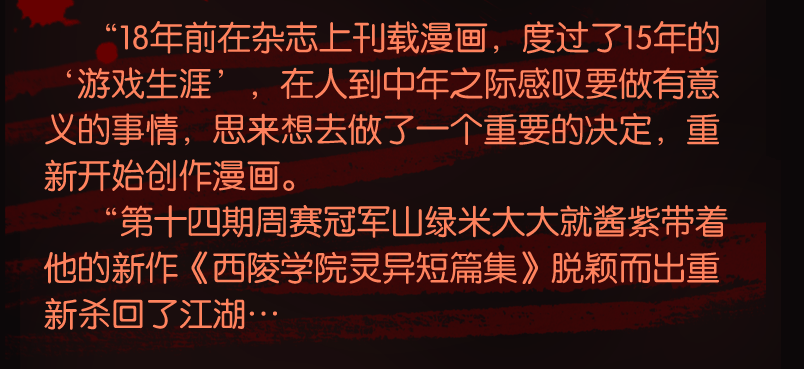 “18年前在杂志上刊载漫画，度过了15年的
‘游戏生涯’，在人到中年之际感叹要做有意
义的事情，思来想去做了一个重要的决定，重
新开始创作漫画。
“第十四期周赛冠军山绿米大大就酱紫带着
他的新作《西陵学院灵异短篇集》脱颖而出重
新杀回了江湖…